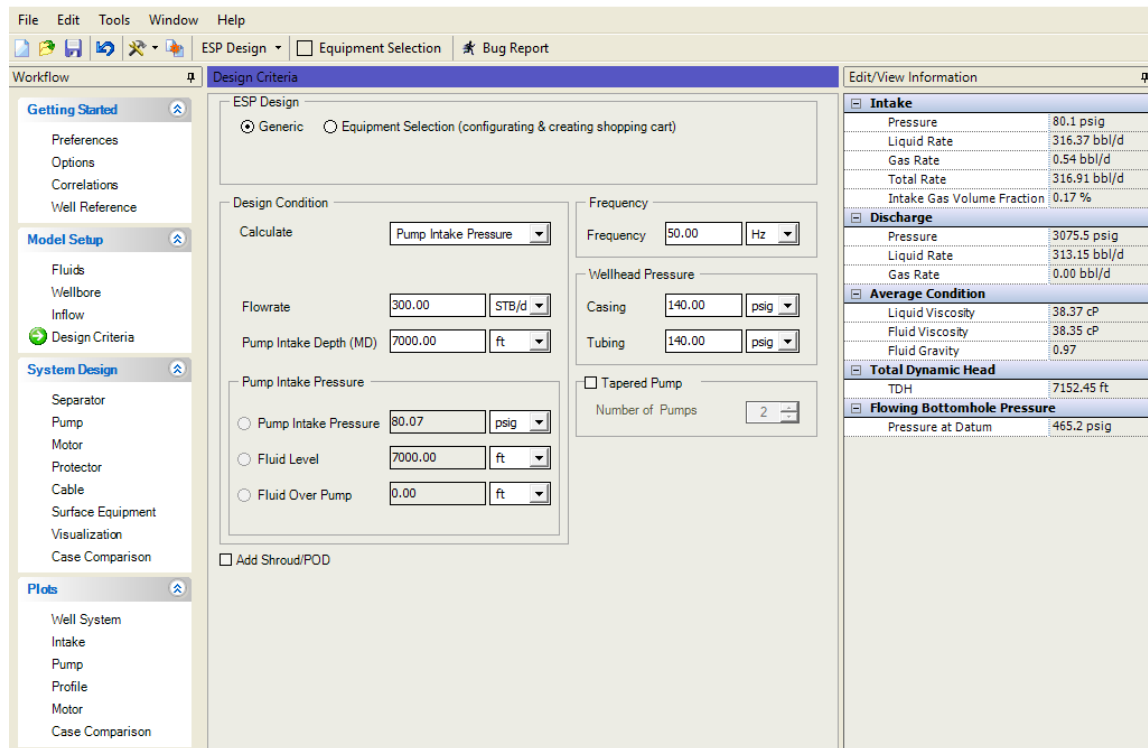 File Edit Tools Window Help
ESP Design Equipment Selection Bug Report
Workflow
Getting Started
Preferences
Options
Correlations
Well Reference
Model Setup
Fluids
Wellbore
Inflow
Design Criteria
System Design
Separator
Pump
Motor
Protector
Cable
Surface Equipment
Visualization
Case Comparison
Plots
Well System
Intake
Pump
Profile
Motor
Case Comparison
Design Criteria
ESP Design
Generic Equipment Selection (configurating & creating shopping cart)
Design Condition
Calculate Pump Intake Pressure
Flowrate 300.00 STB/d
Pump Intake Depth (MD) 7000.00 ft
Pump Intake Pressure
Pump Intake Pressure 80.07 psig
Fluid Level 7000.00 ft
Fluid Over Pump 0.00 ft
Add Shroud/POD
Frequency
Frequency 50.00 Hz
Wellhead Pressure
Casing 140.00 psig
Tubing 140.00 psig
Tapered Pump
Number of Pumps 2
Edit/View Information
Intake
Pressure 80.1 psig
Liquid Rate 316.37 bbl/d
Gas Rate 0.54 bbl/d
Total Rate 316.91 bbl/d
Intake Gas Volume Fraction 0.17 %
Discharge
Pressure 3075.5 psig
Liquid Rate 313.15 bbl/d
Gas Rate 0.00 bbl/d
Average Condition
Liquid Viscosity 38.37 cP
Fluid Viscosity 38.35 cP
Fluid Gravity 0.97
Total Dynamic Head
TDH 7152.45 ft
Flowing Bottomhole Pressure
Pressure at Datum 465.2 psig